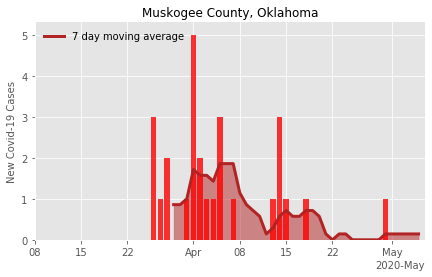 Muskogee County, Oklahoma
7 day moving average
New Covid-19 Cases
5
4
3
2
1
0
08 15 22 Apr 08 15 22 May
2020-May